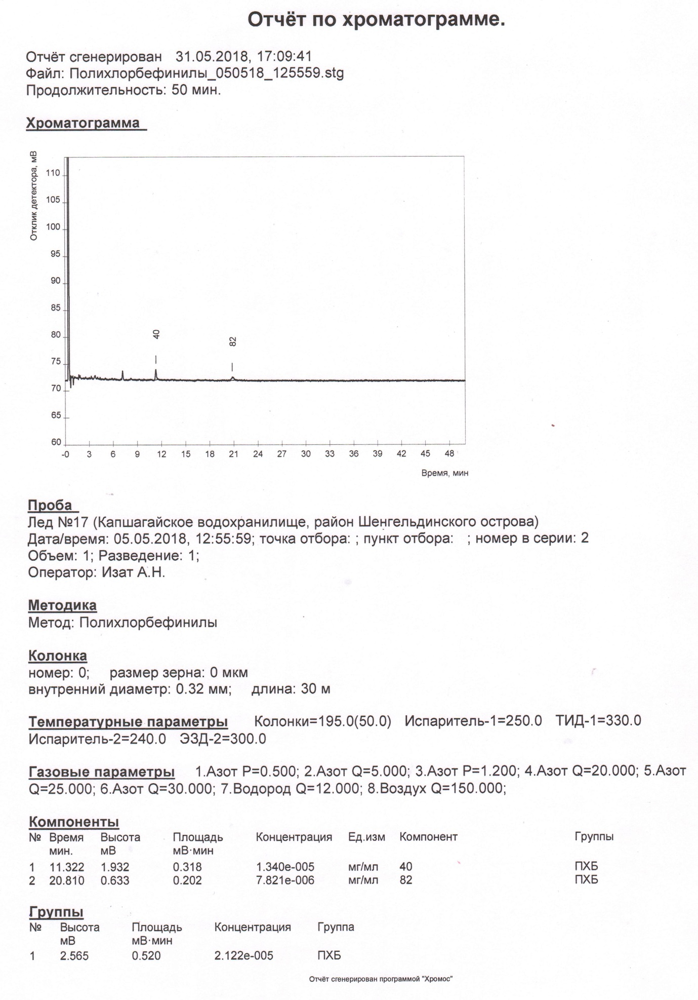 Отчёт по хроматограмме.
Отчёт сгенерирован 31.05.2018, 17:09:41
Файл: Полихлорбефинилы_050518_125559.stg
Продолжительность: 50 мин.
Хроматограмма
Отклик детектора, мВ
110
105
100
95
90
85
80
75
70
65
60
40
82
-0 3 6 9 12 15 18 21 24 27 30 33 36 39 42 45 48
Время, мин
Проба
Лед №17 (Капшагайское водохранилище, район Шенгельдинского острова)
Дата/время: 05.05.2018, 12:55:59; точка отбора: ; пункт отбора: ; номер в серии: 2
Объем: 1; Разведение: 1;
Оператор: Изат А.Н.
Методика
Метод: Полихлорбефинилы
Колонка
номер: 0; размер зерна: 0 мкм
внутренний диаметр: 0.32 мм; длина: 30 м
Температурные параметры Колонки=195.0(50.0) Испаритель-1=250.0 ТИД-1=330.0
Испаритель-2=240.0 ЭЗД-2=300.0
Газовые параметры 1.Азот P=0.500; 2.Азот Q=5.000; 3.Азот P=1.200; 4.Азот Q=20.000; 5.Азот
Q=25.000; 6.Азот Q=30.000; 7.Водород Q=12.000; 8.Воздух Q=150.000;
Компоненты
№ Время Высота Площадь Концентрация Ед.изм Компонент Группы
мин. мВ мВ·мин
1 11.322 1.932 0.318 1.340e-005 мг/мл 40 ПХБ
2 20.810 0.633 0.202 7.821e-006 мг/мл 82 ПХБ
Группы
№ Высота Площадь Концентрация Группа
мВ мВ·мин
1 2.565 0.520 2.122e-005 ПХБ
Отчёт сгенерирован программой "Хромос"